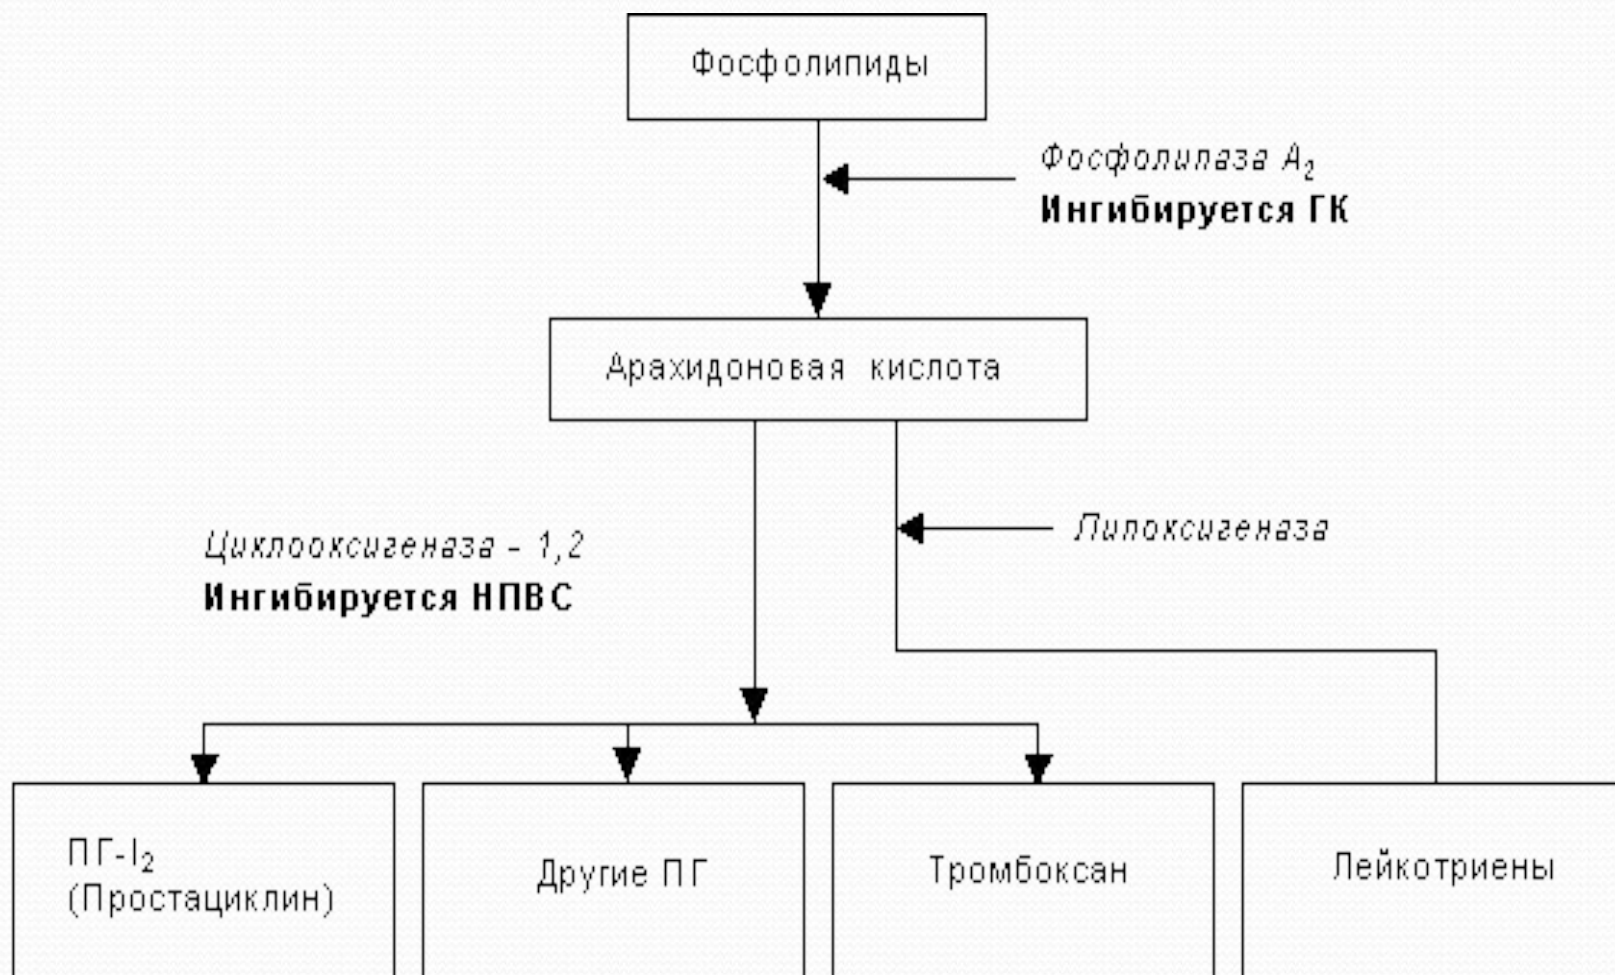 Фосфолипиды
Фосфолипаза А₂
Ингибируется ГК
Арахидоновая кислота
Циклооксигеназа - 1,2
Ингибируется НПВС
Липоксигеназа
ПГ-I₂
(Простациклин)
Другие ПГ
Тромбоксан
Лейкотриены